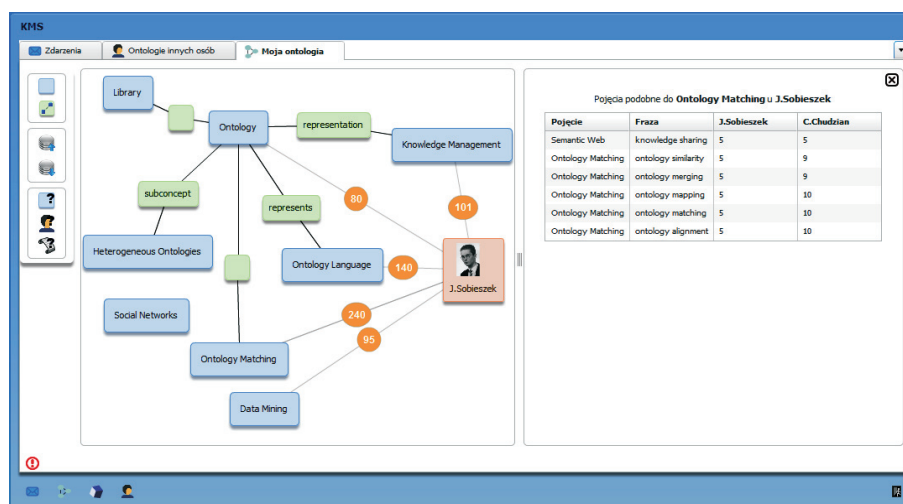 KMS
Zdarzenia
Ontologie innych osób
Moja ontologia
Library
Ontology
representation
Knowledge Management
subconcept
represents
80
101
Heterogeneous Ontologies
Ontology Language
140
J.Sobieszek
Social Networks
240
95
Ontology Matching
Data Mining
Pojęcia podobne do Ontology Matching u J.Sobieszek
Pojęcie Fraza J.Sobieszek C.Chudzian
Semantic Web knowledge sharing 5 5
Ontology Matching ontology similarity 5 9
Ontology Matching ontology merging 5 9
Ontology Matching ontology mapping 5 10
Ontology Matching ontology matching 5 10
Ontology Matching ontology alignment 5 10